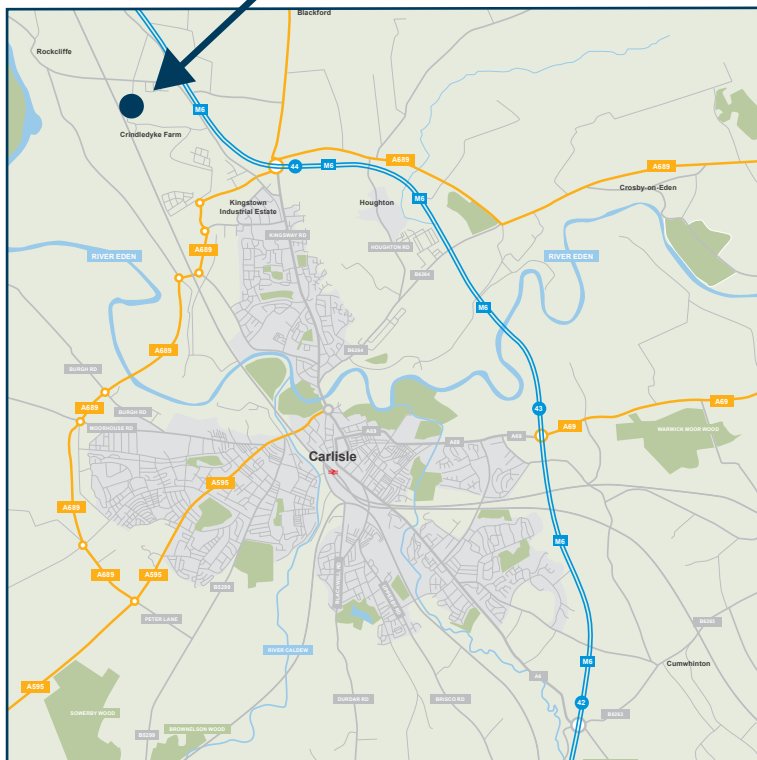 Blackford
Rockcliffe
M6
Crindledyke Farm
44
M6
A689
A689
Crosby-on-Eden
Kingstown
Industrial Estate
Houghton
M6
KINGSWAY RD
HOUGHTON RD
A689
RIVER EDEN
RIVER EDEN
B6264
M6
A689
B6264
BURGH RD
A689
BURGH RD
43
A69
MOORHOUSE RD
A69
A69
A69
A69
WARWICK MOOR WOOD
Carlisle
A595
A689
M6
A689
A595
B5299
BLACKWELL RD
PETER LANE
B6263
RIVER CALDEW
M6
Cumwhinton
A6
A595
DURDAR RD
BRISCO RD
42
SOWERBY WOOD
B6263
BROWNELSON WOOD
B5299